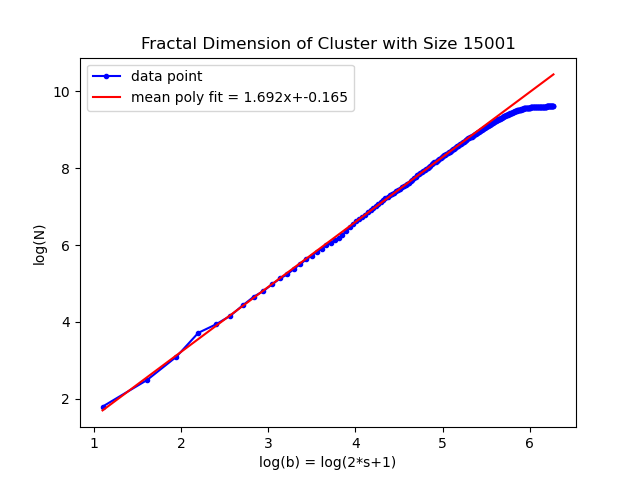 Fractal Dimension of Cluster with Size 15001
data point
mean poly fit = 1.692x+-0.165
10
8
6
4
2
log(N)
1 2 3 4 5 6
log(b) = log(2*s+1)